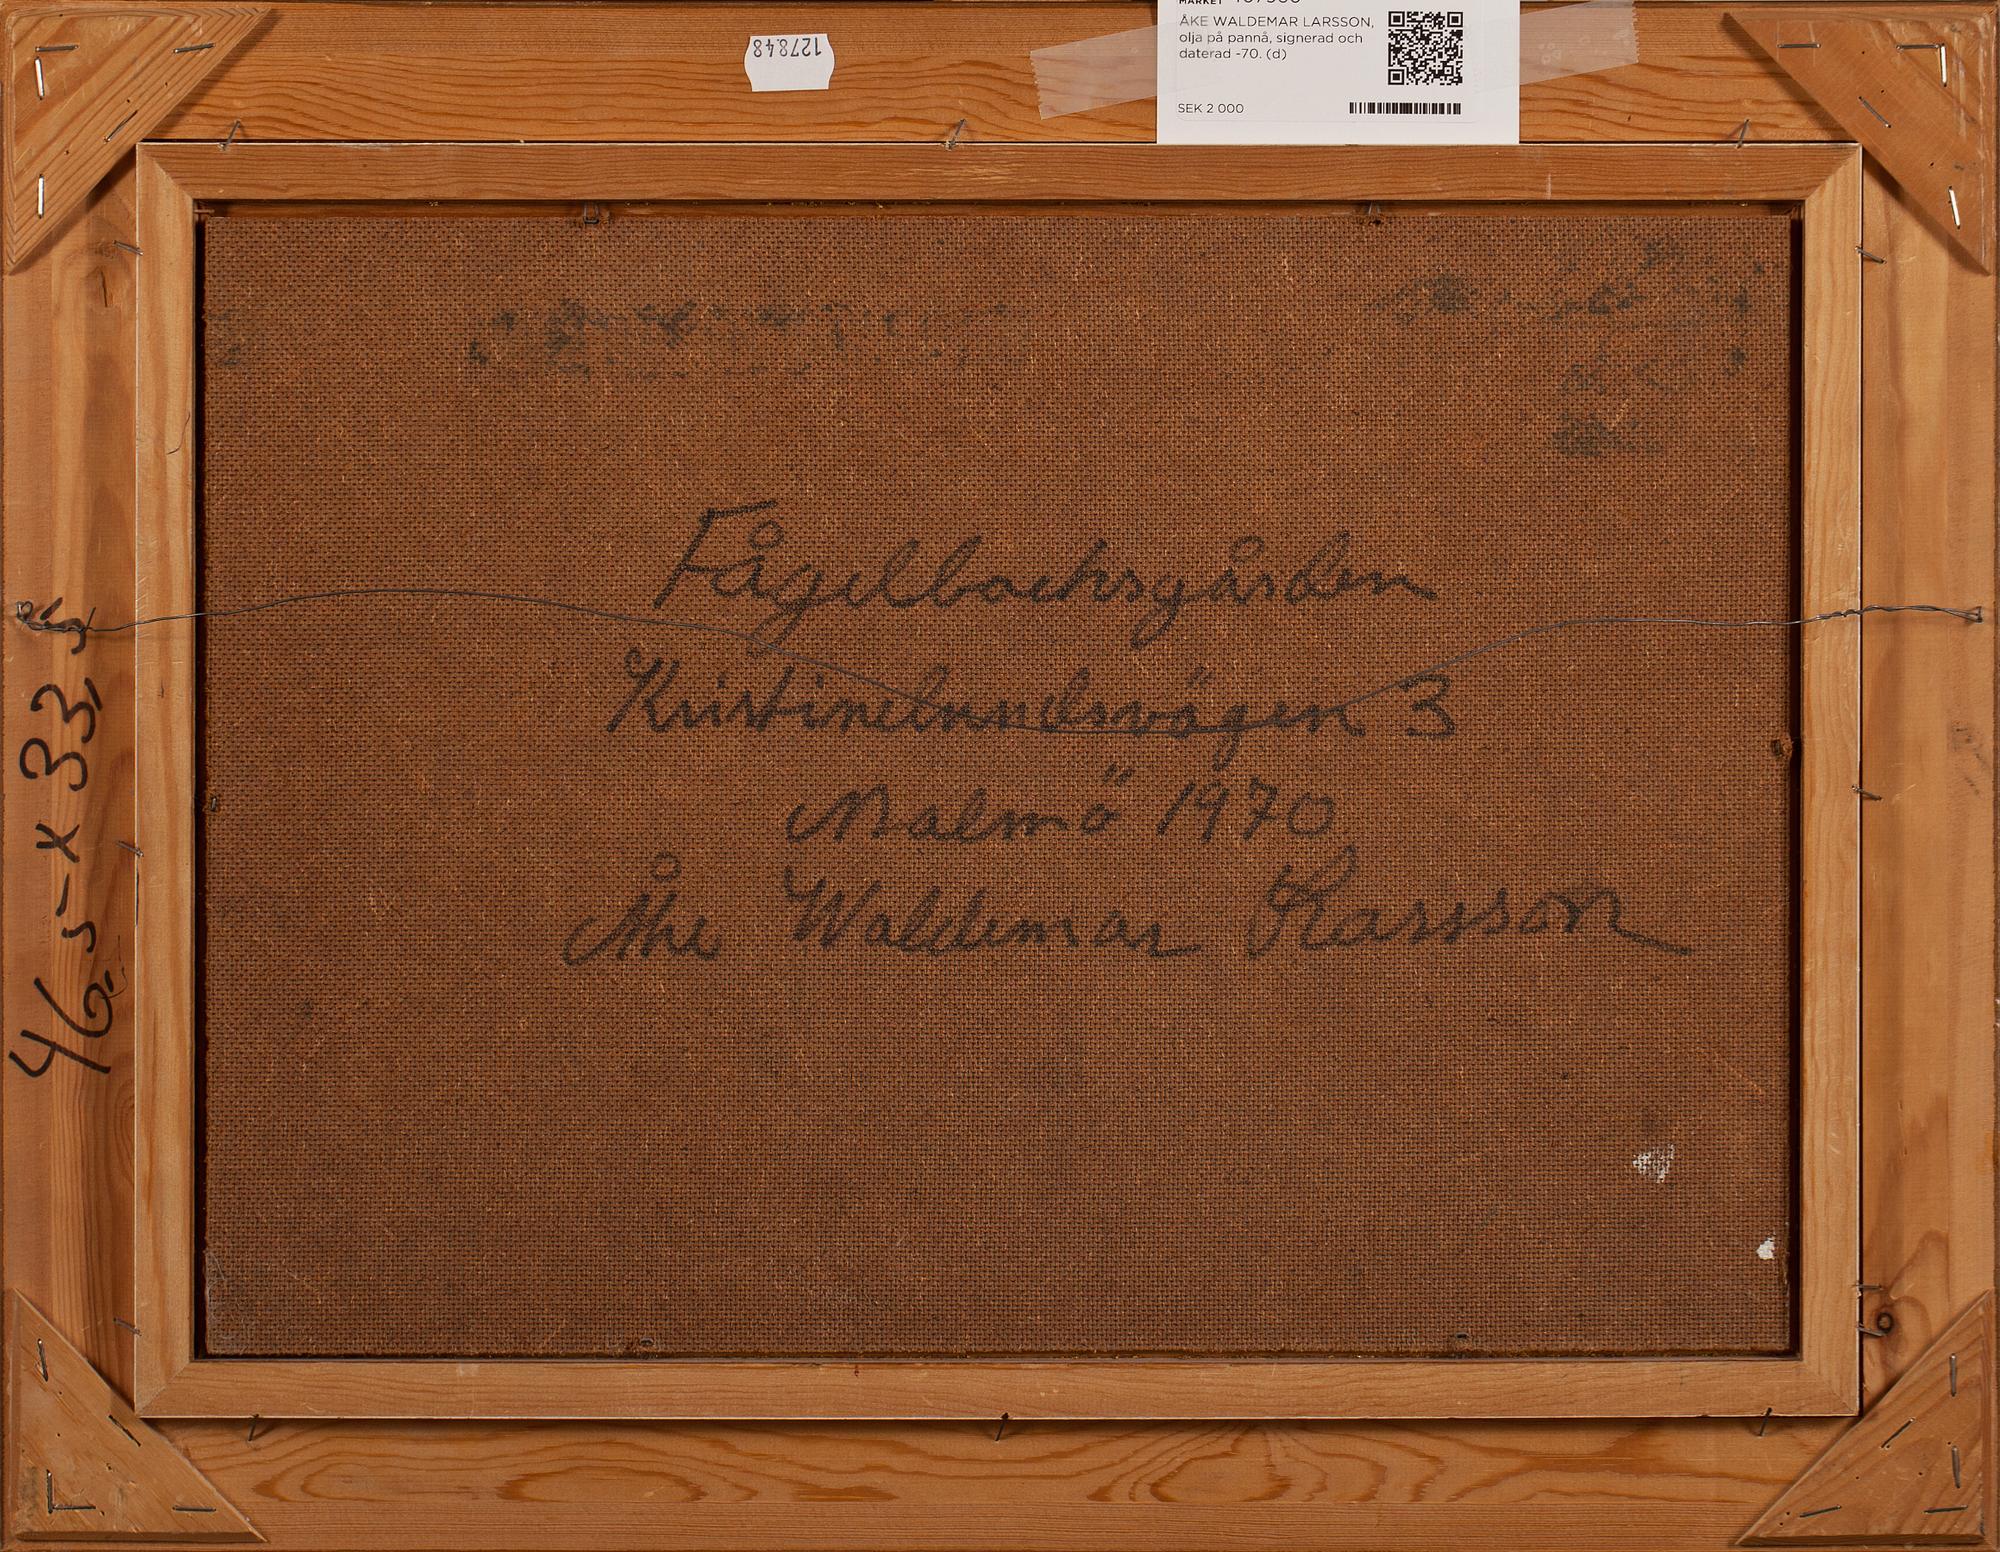 MARKET
ÅKE WALDEMAR LARSSON,
olja på pannå, signerad och
daterad -70. (d)
SEK 2 000
127848
Fågelbacksgården
Kristinelundsvägen 3
Malmö 1970
Åke Waldemar Larsson
46,5 x 33,5